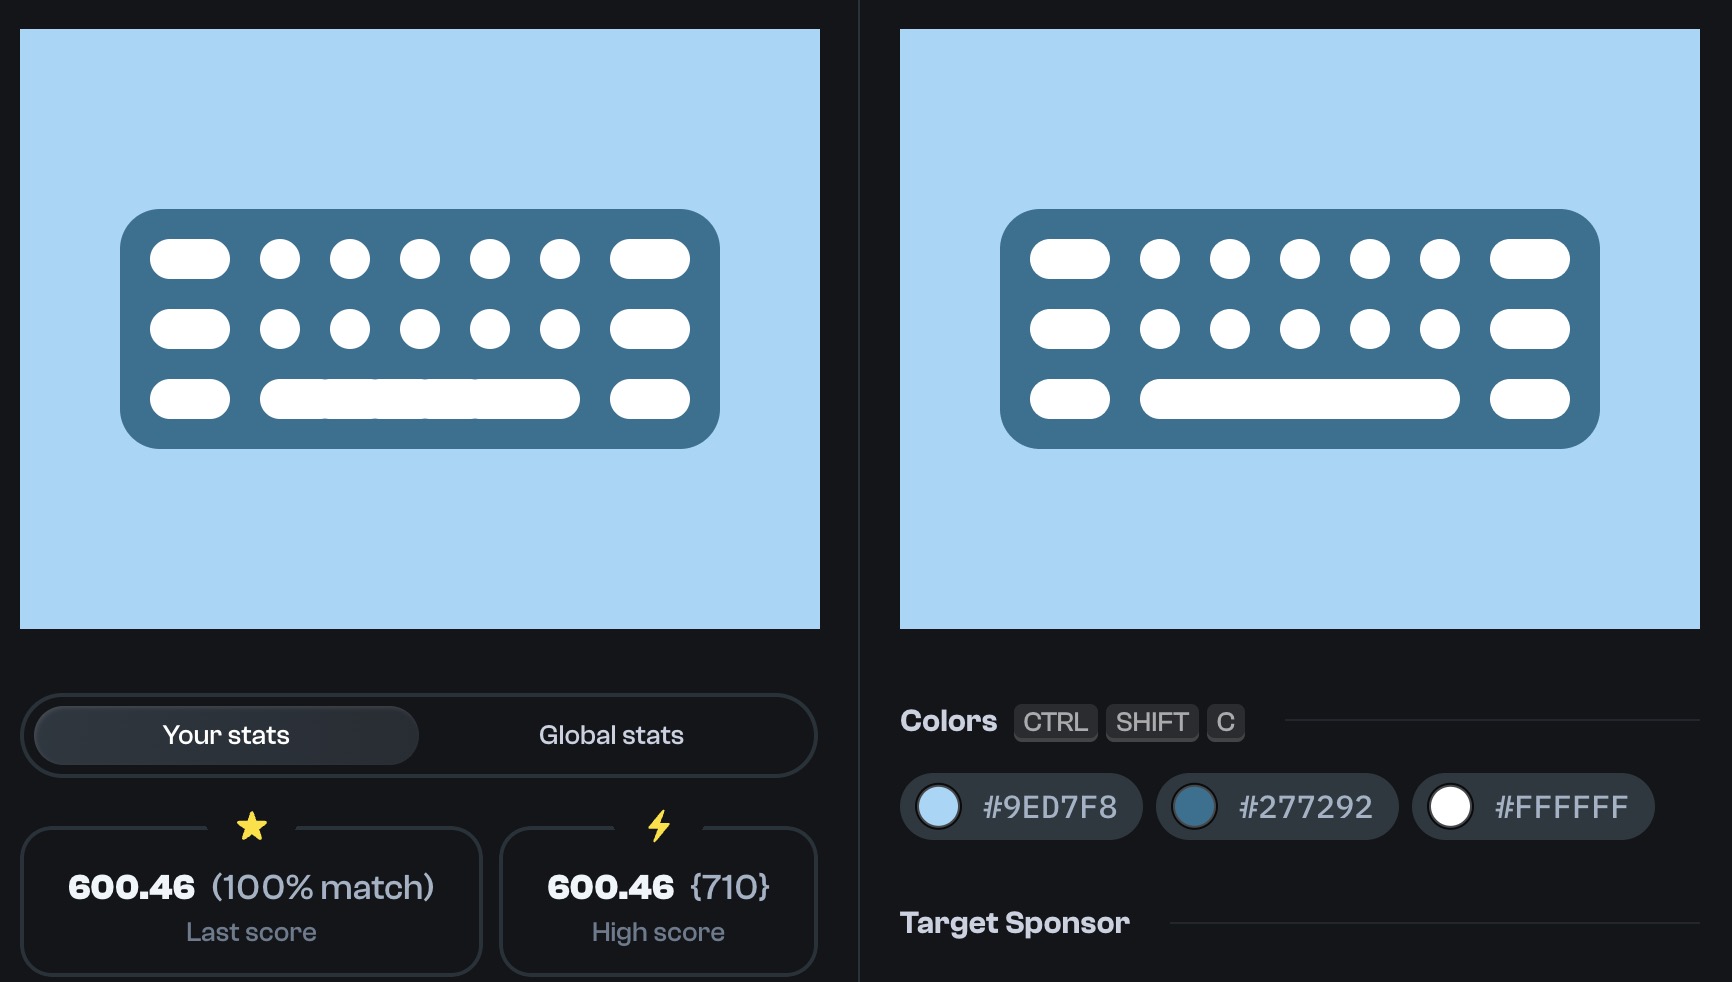 Your stats
Global stats
600.46 (100% match)
Last score
600.46 {710}
High score
Colors CTRL SHIFT C
#9ED7F8 #277292 #FFFFFF
Target Sponsor